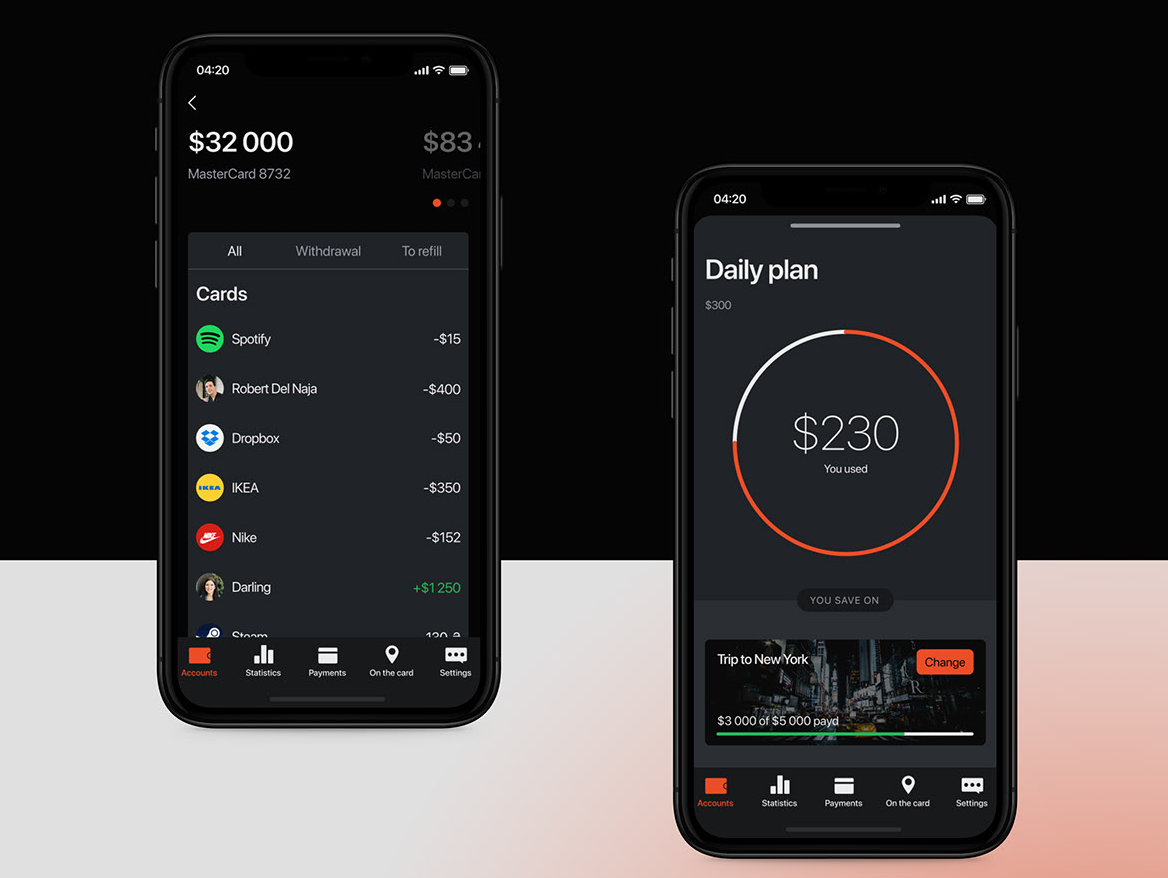 04:20
$32 000
$83
MasterCard 8732
MasterCa
All Withdrawal To refill
Cards
Spotify -$15
Robert Del Naja -$400
Dropbox -$50
IKEA IKEA -$350
Nike -$152
Darling +$1 250
Steam 130 ₴
Accounts Statistics Payments On the card Settings
04:20
Daily plan
$300
$230
You used
YOU SAVE ON
Trip to New York
Change
$3 000 of $5 000 payd
Accounts Statistics Payments On the card Settings